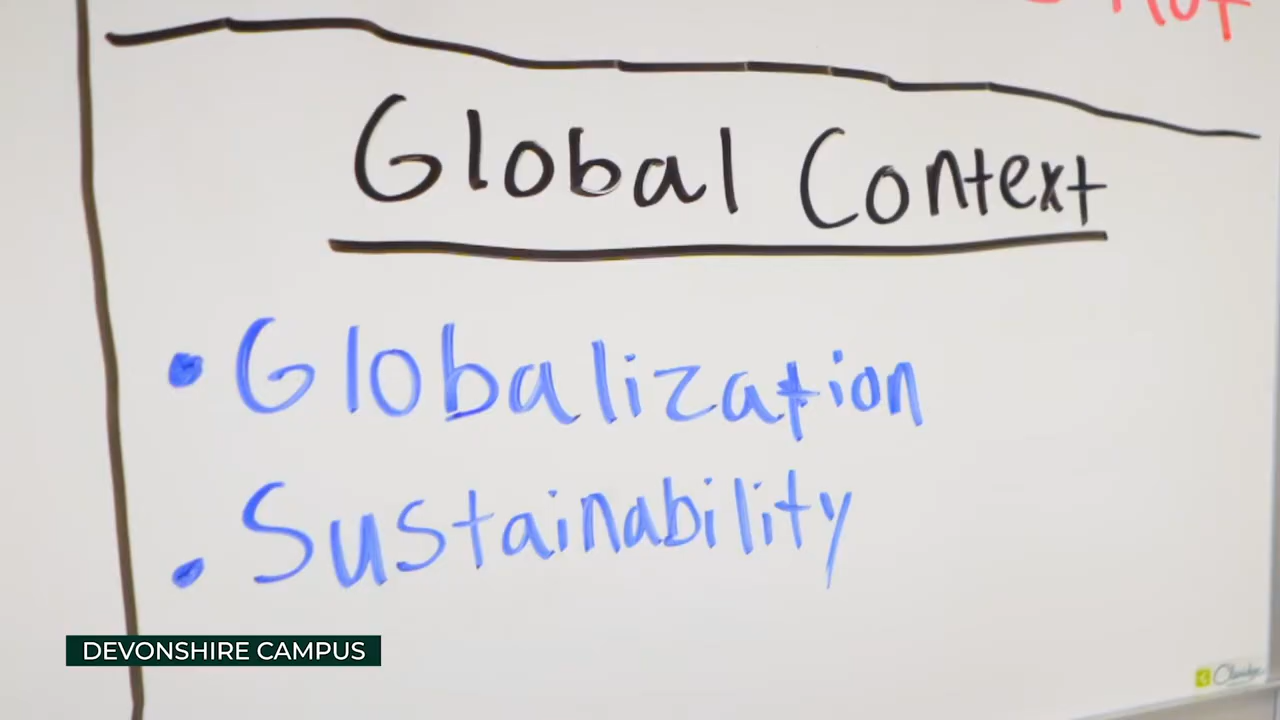 Global Context
• Globalization
• Sustainability
DEVONSHIRE CAMPUS